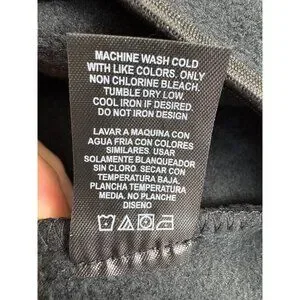 MACHINE WASH COLD
WITH LIKE COLORS. ONLY
NON CHLORINE BLEACH.
TUMBLE DRY LOW.
COOL IRON IF DESIRED.
DO NOT IRON DESIGN
LAVAR A MAQUINA CON
AGUA FRIA CON COLORES
SIMILARES. USAR
SOLAMENTE BLANQUEADOR
SIN CLORO. SECAR CON
TEMPERATURA BAJA.
PLANCHA TEMPERATURA
MEDIA. NO PLANCHE
DISENO